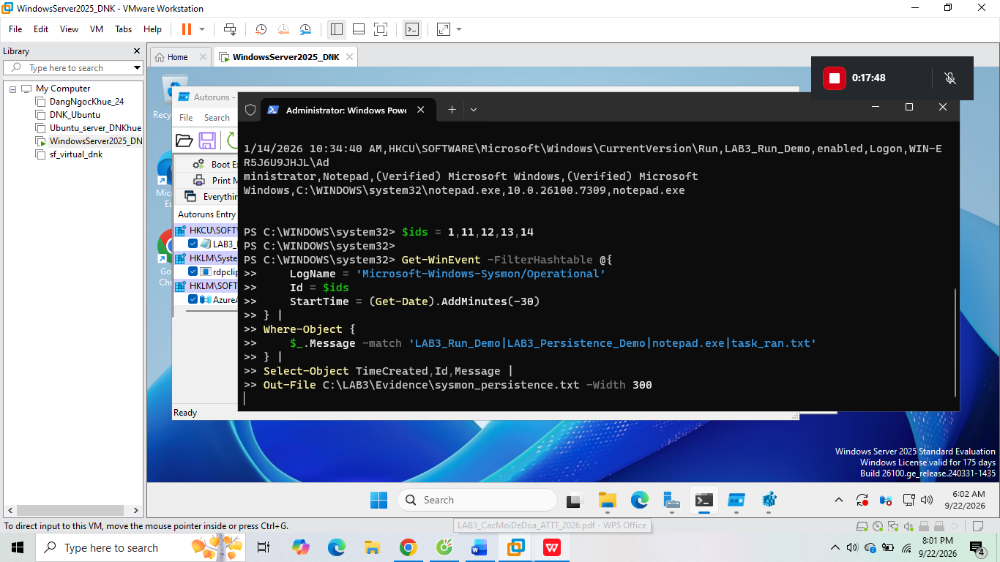 WindowsServer2025_DNK - VMware Workstation
File Edit View VM Tabs Help
Library
Type here to search
My Computer
DangNgocKhue_24
DNK_Ubuntu
Ubuntu_server_DNKhue
WindowsServer2025_DN
sf_virtual_dnk
Home
WindowsServer2025_DNK
0:17:48
Recy
Autoruns -
File Search
Boot Ex
Print M
Everythin
Autoruns Entry
HKCU\SOFT
LAB3_
HKLM\Syste
rdpclip
HKLM\SOFT
AzureA
Ready
Mic
E
Go
Ch
Administrator: Windows Powe
1/14/2026 10:34:40 AM,HKCU\SOFTWARE\Microsoft\Windows\CurrentVersion\Run,LAB3_Run_Demo,enabled,Logon,WIN-E
R5J6U9JHJL\Ad
ministrator,Notepad,(Verified) Microsoft Windows,(Verified) Microsoft
Windows,C:\WINDOWS\system32\notepad.exe,10.0.26100.7309,notepad.exe
PS C:\WINDOWS\system32> $ids = 1,11,12,13,14
PS C:\WINDOWS\system32>
PS C:\WINDOWS\system32> Get-WinEvent -FilterHashtable @{
>>     LogName = 'Microsoft-Windows-Sysmon/Operational'
>>     Id = $ids
>>     StartTime = (Get-Date).AddMinutes(-30)
>> } |
>> Where-Object {
>>     $_.Message -match 'LAB3_Run_Demo|LAB3_Persistence_Demo|notepad.exe|task_ran.txt'
>> } |
>> Select-Object TimeCreated,Id,Message |
>> Out-File C:\LAB3\Evidence\sysmon_persistence.txt -Width 300
Windows Server 2025 Standard Evaluation
Windows License valid for 175 days
Build 26100.ge_release.240331-1435
Search
6:02 AM
9/22/2026
To direct input to this VM, move the mouse pointer inside or press Ctrl+G.
LAB3_CacMoiDeDoa_ATTT_2026.pdf - WPS Office
Type here to search
8:01 PM
9/22/2026
4